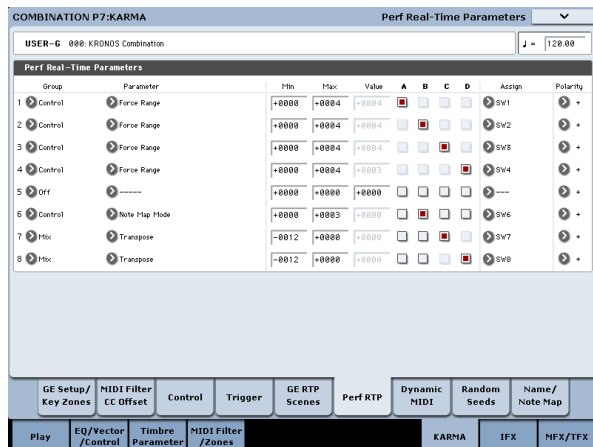 COMBINATION P7:KARMA Perf Real-Time Parameters
USER-G 000: KRONOS Combination ♩= 120.00
Perf Real-Time Parameters
Group Parameter Min Max Value A B C D Assign Polarity
1 Control Force Range +0000 +0004 +0004 SW1 +
2 Control Force Range +0000 +0004 +0004 SW2 +
3 Control Force Range +0000 +0004 +0004 SW3 +
4 Control Force Range +0000 +0004 +0003 SW4 +
5 Off ----- +0000 +0000 +0000 --- +
6 Control Note Map Mode +0000 +0003 +0000 SW6 +
7 Mix Transpose -0012 +0000 +0000 SW7 +
8 Mix Transpose -0012 +0000 +0000 SW8 +
GE Setup/ MIDI Filter Control Trigger GE RTP Perf RTP Dynamic Random Name/
Key Zones CC Offset Scenes MIDI Seeds Note Map
Play EQ/Vector Timbre MIDI Filter KARMA IFX MFX/TFX
/Control Parameter /Zones